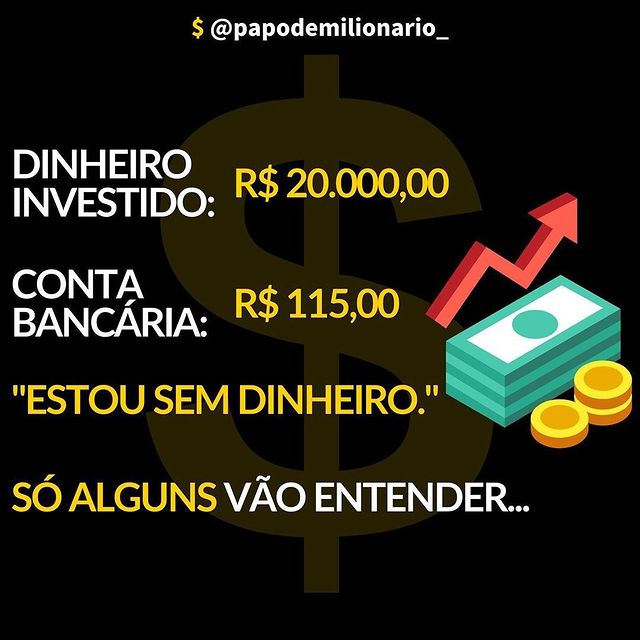 $ @papodemilionario_
DINHEIRO
INVESTIDO: R$ 20.000,00
CONTA
BANCÁRIA: R$ 115,00
"ESTOU SEM DINHEIRO."
SÓ ALGUNS VÃO ENTENDER...